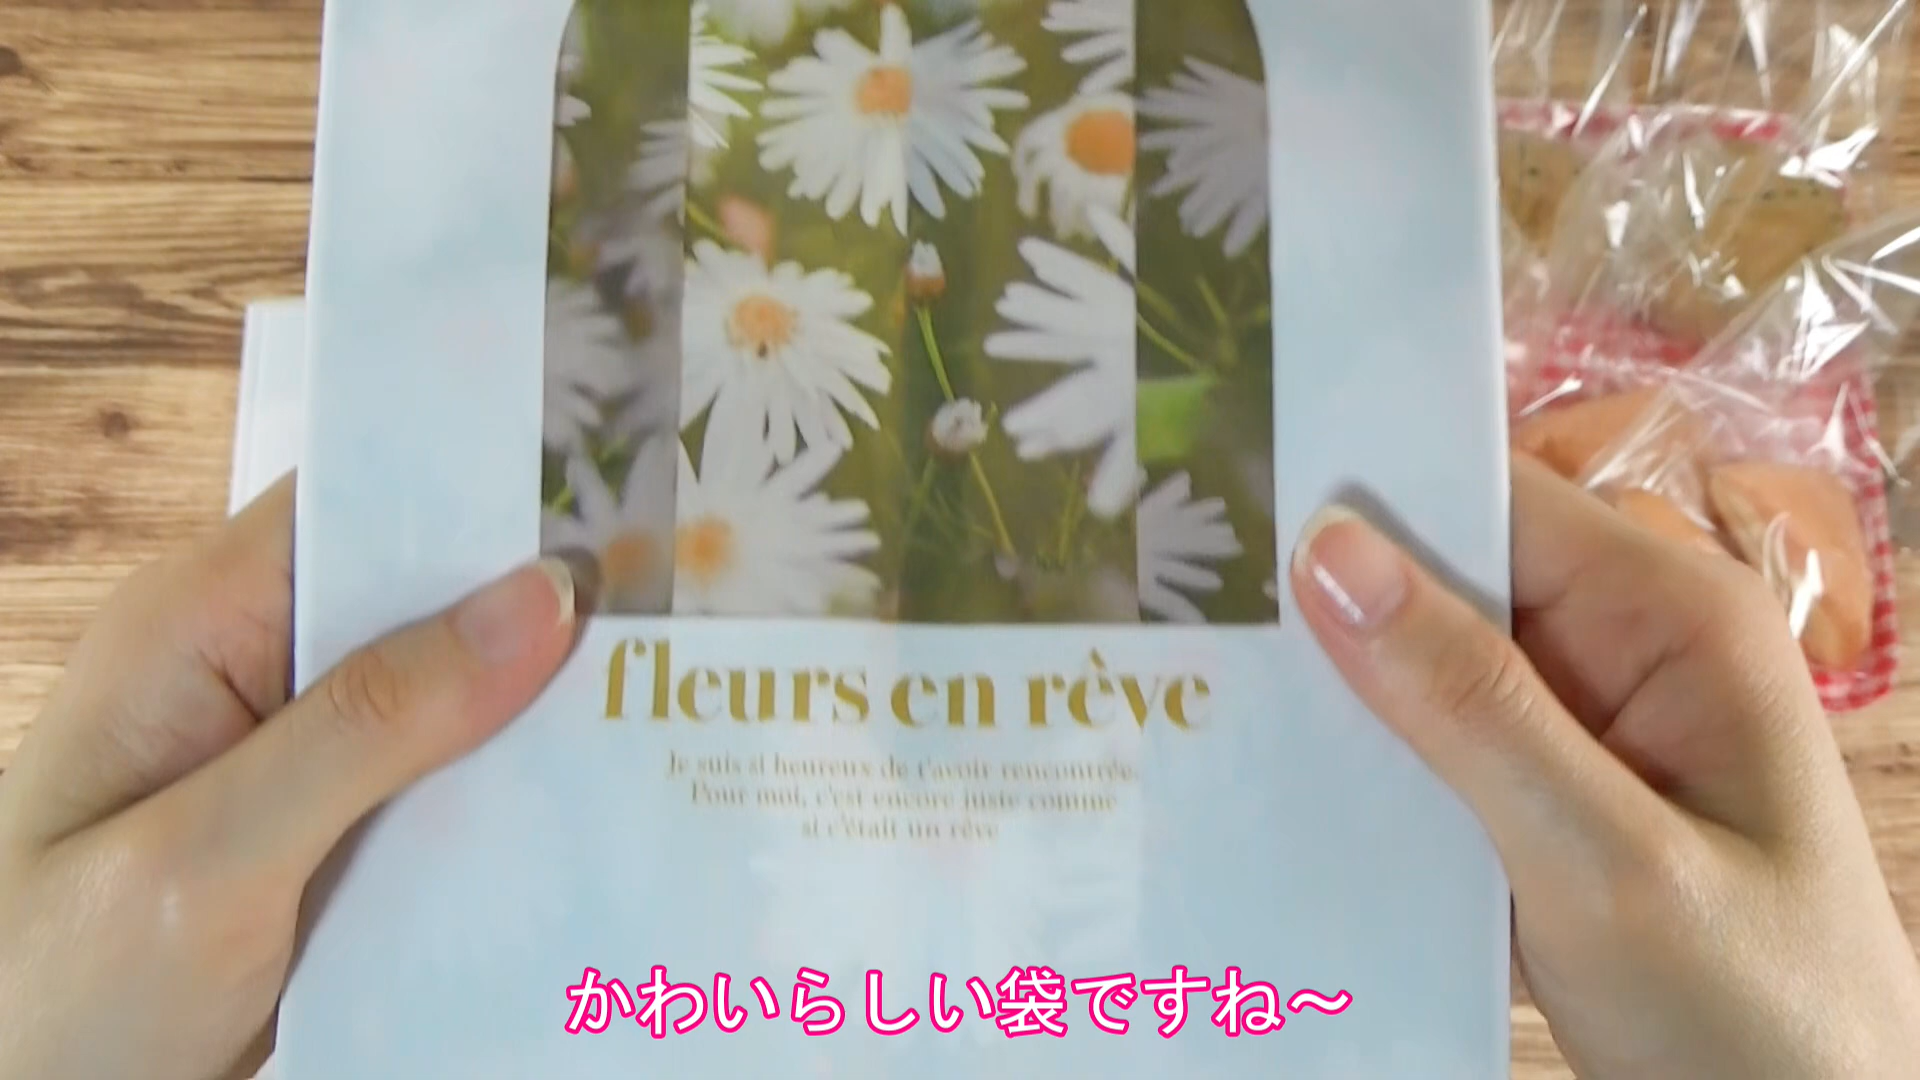 fleurs en rève
Je suis si heureux de t'avoir rencontrée.
Pour moi, c'est encore juste comme
si c'était un rêve
かわいらしい袋ですね～